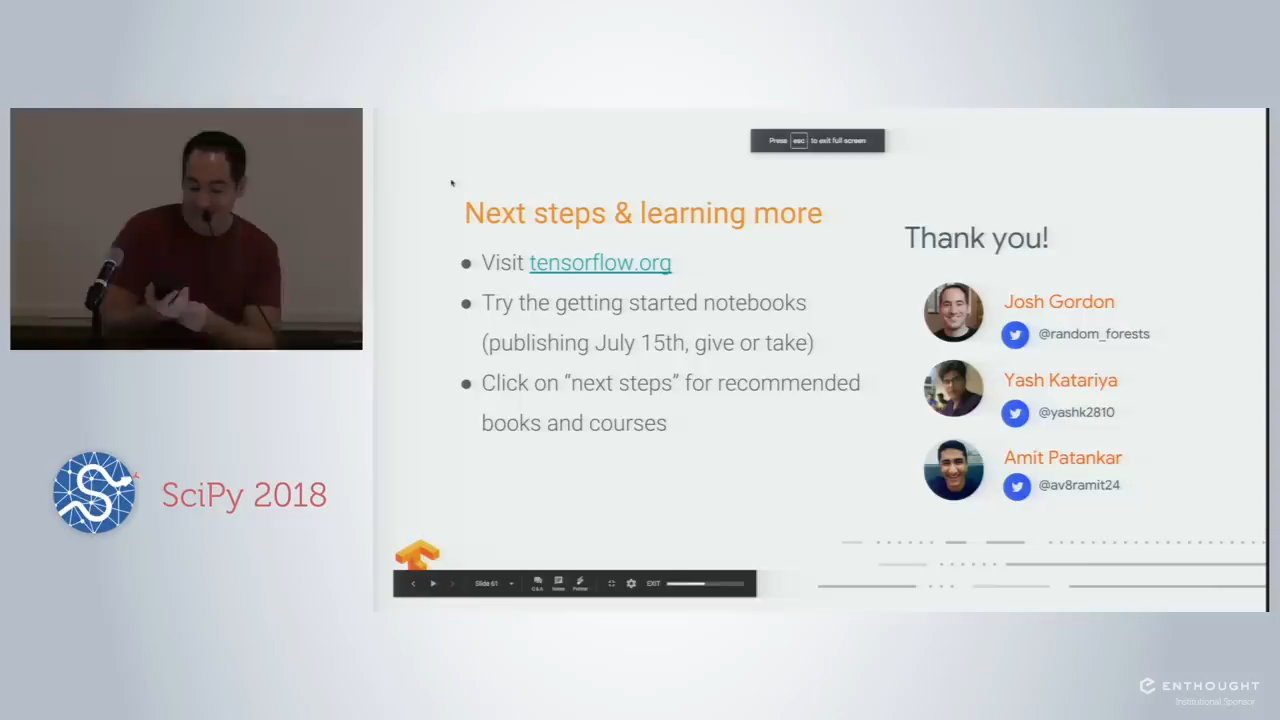 Press esc to exit full screen
Next steps & learning more
● Visit tensorflow.org
● Try the getting started notebooks
(publishing July 15th, give or take)
● Click on “next steps” for recommended
books and courses
Thank you!
Josh Gordon
@random_forests
Yash Katariya
@yashk2810
Amit Patankar
@av8ramit24
Slide 61
Q&A
Notes
Pointer
EXIT
S
SciPy 2018
ENTHOUGHT
Institutional Sponsor